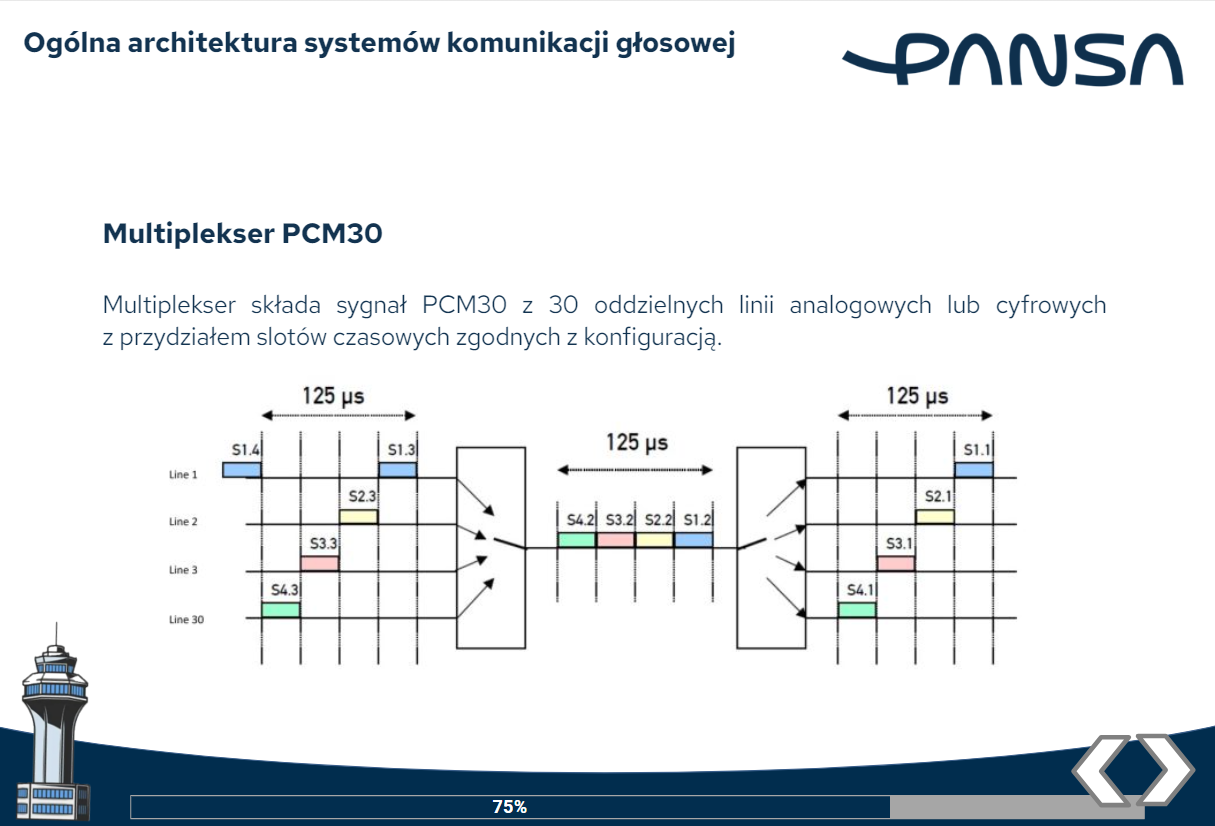 Ogólna architektura systemów komunikacji głosowej
PANSA
Multiplekser PCM30
Multiplekser składa sygnał PCM30 z 30 oddzielnych linii analogowych lub cyfrowych
z przydziałem slotów czasowych zgodnych z konfiguracją.
125 µs
125 µs
125 µs
S1.4
S1.3
S1.1
Line 1
S2.3
S2.1
Line 2
S4.2 S3.2 S2.2 S1.2
S3.3
S3.1
Line 3
S4.3
S4.1
Line 30
75%